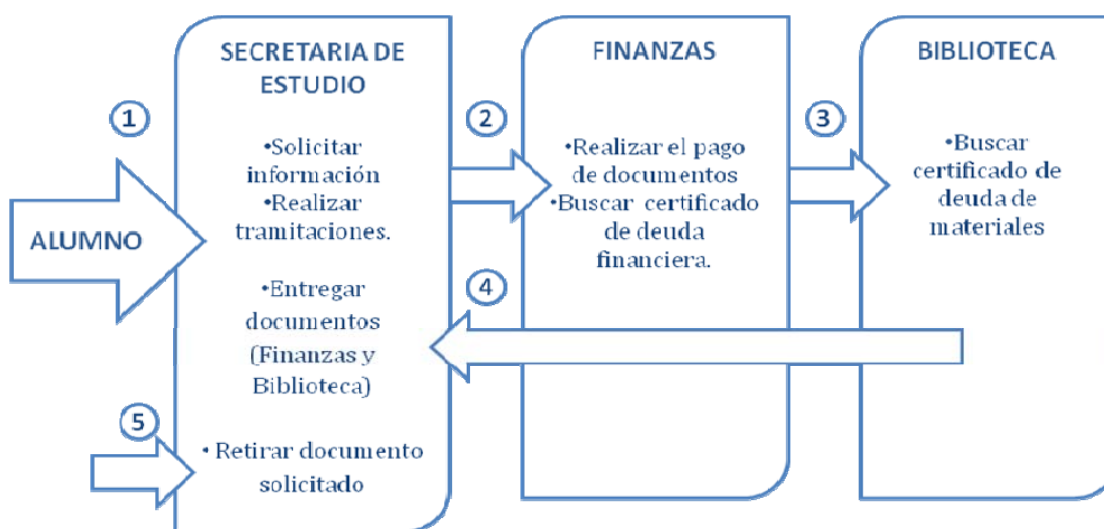 ALUMNO
1
SECRETARIA DE
ESTUDIO
•Solicitar
información
•Realizar
tramitaciones.
•Entregar
documentos
(Finanzas y
Biblioteca)
5
• Retirar documento
solicitado
2
FINANZAS
•Realizar el pago
de documentos
•Buscar certificado
de deuda
financiera.
3
BIBLIOTECA
•Buscar
certificado de
deuda de
materiales
4